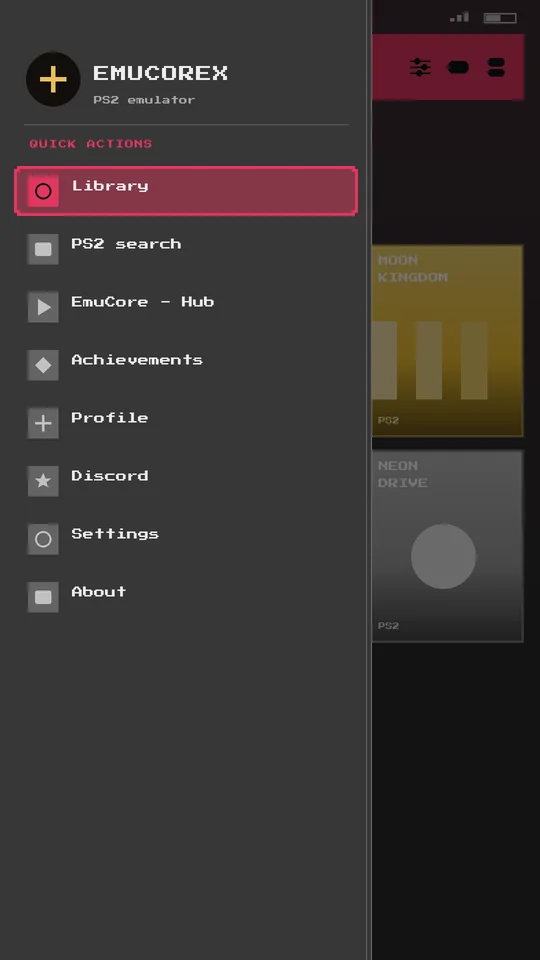 EMUCOREX
PS2 emulator
QUICK ACTIONS
Library
PS2 search
EmuCore - Hub
Achievements
Profile
Discord
Settings
About
MOON
KINGDOM
PS2
NEON
DRIVE
PS2